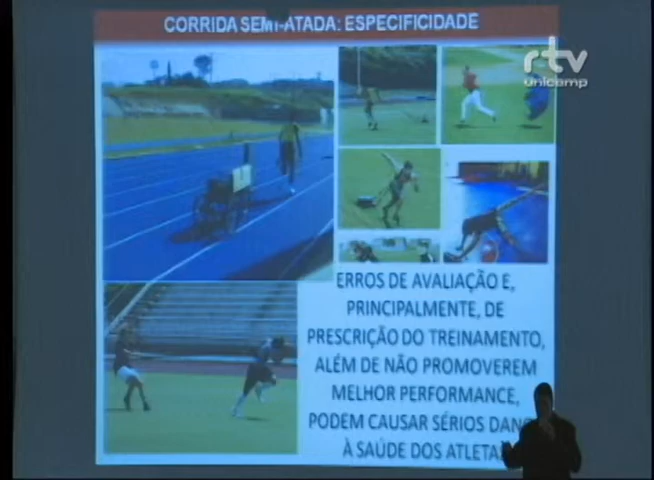 CORRIDA SEMI-ATADA: ESPECIFICIDADE
rtv
unicamp
ERROS DE AVALIAÇÃO E,
PRINCIPALMENTE, DE
PRESCRIÇÃO DO TREINAMENTO,
ALÉM DE NÃO PROMOVEREM
MELHOR PERFORMANCE,
PODEM CAUSAR SÉRIOS
À SAÚDE DOS ATLETAS